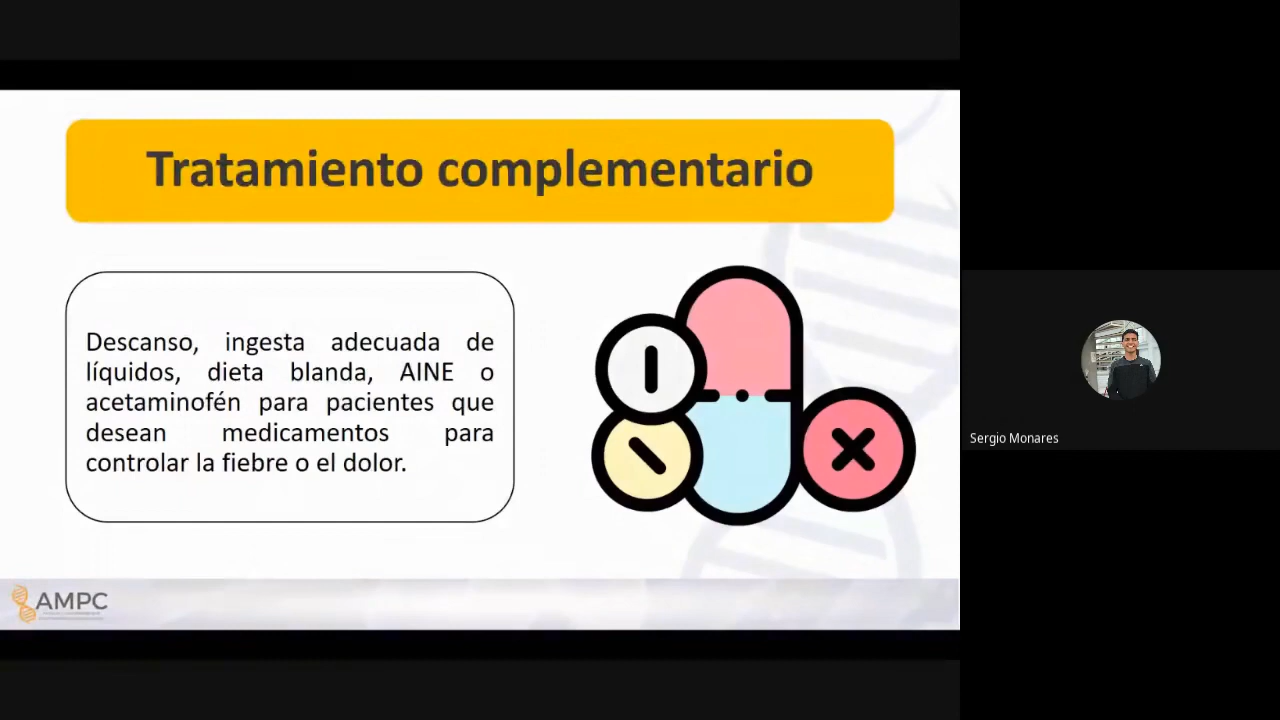 Tratamiento complementario
Descanso, ingesta adecuada de
líquidos, dieta blanda, AINE o
acetaminofén para pacientes que
desean medicamentos para
controlar la fiebre o el dolor.
AMPC
Sergio Monares